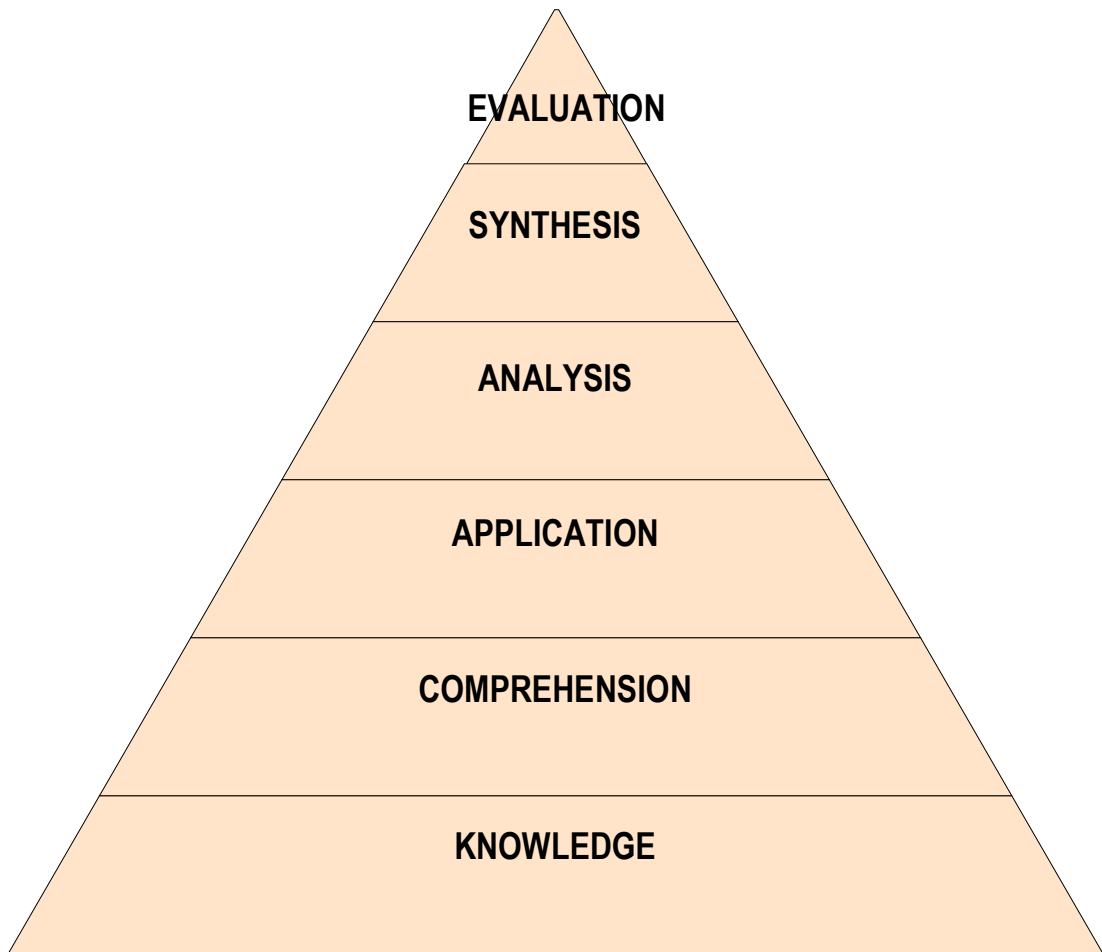 EVALUATION
SYNTHESIS
ANALYSIS
APPLICATION
COMPREHENSION
KNOWLEDGE